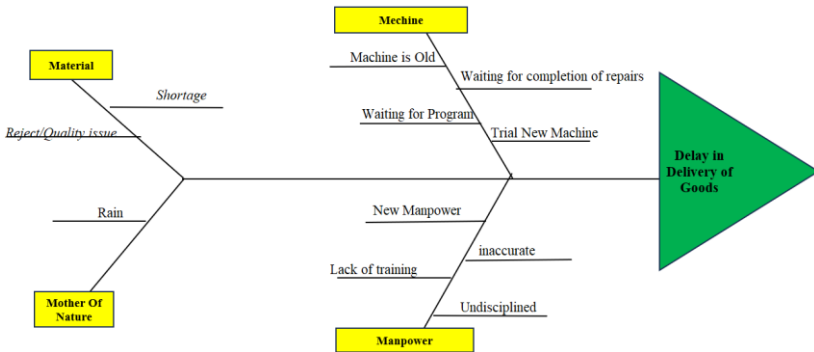 Mechine
Material
Machine is Old
Waiting for completion of repairs
Shortage
Waiting for Program
Reject/Quality issue
Trial New Machine
Delay in
Delivery of
Goods
Rain
New Manpower
inaccurate
Lack of training
Mother Of
Nature
Undisciplined
Manpower